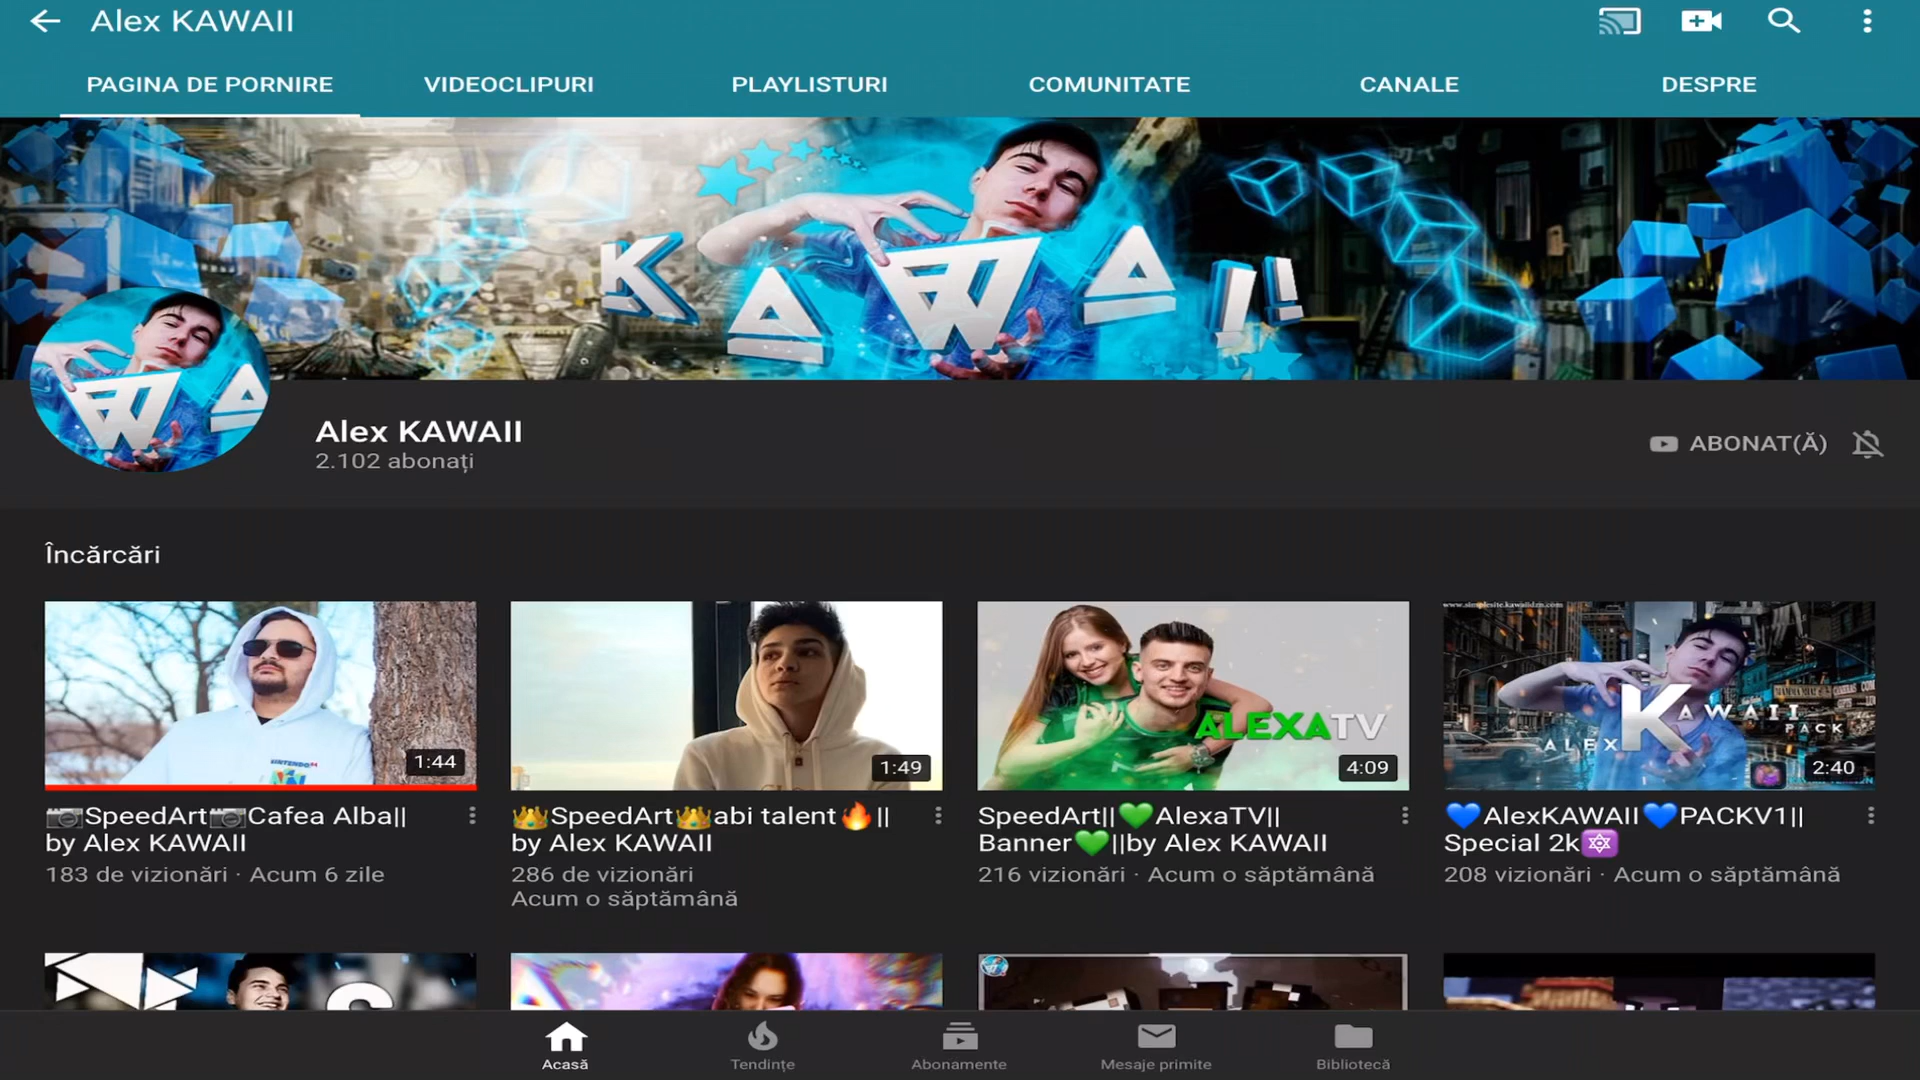 Alex KAWAII
PAGINA DE PORNIRE VIDEOCLIPURI PLAYLISTURI COMUNITATE CANALE DESPRE
KAWAII
Alex KAWAII
2.102 abonați
ABONAT(Ă)
Încărcări
1:44
📷SpeedArt📷Cafea Alba||
by Alex KAWAII
183 de vizionări · Acum 6 zile
1:49
👑SpeedArt👑abi talent🔥||
by Alex KAWAII
286 de vizionări
Acum o săptămână
ALEXATV
4:09
SpeedArt||💚AlexaTV||
Banner💚||by Alex KAWAII
216 vizionări · Acum o săptămână
KAWAII
PACK
ALEX
2:40
💙AlexKAWAII💙PACKV1||
Special 2k🔯
208 vizionări · Acum o săptămână
Acasă Tendințe Abonamente Mesaje primite Bibliotecă